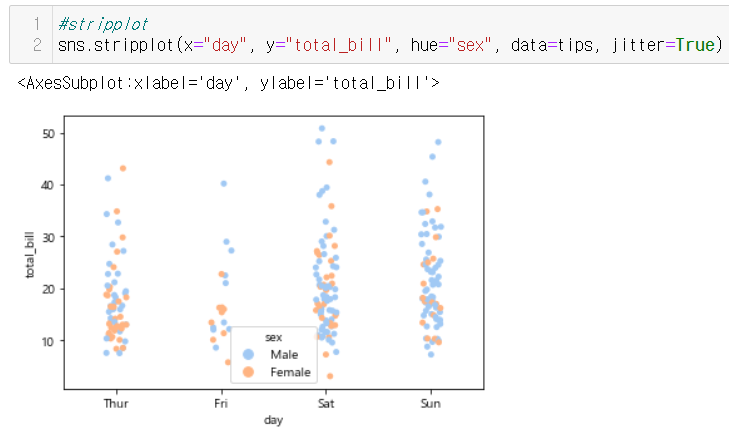 1 #stripplot
2 sns.stripplot(x="day", y="total_bill", hue="sex", data=tips, jitter=True)
<AxesSubplot:xlabel='day', ylabel='total_bill'>
50
40
30
20
10
total_bill
sex
Male
Female
Thur Fri Sat Sun
day